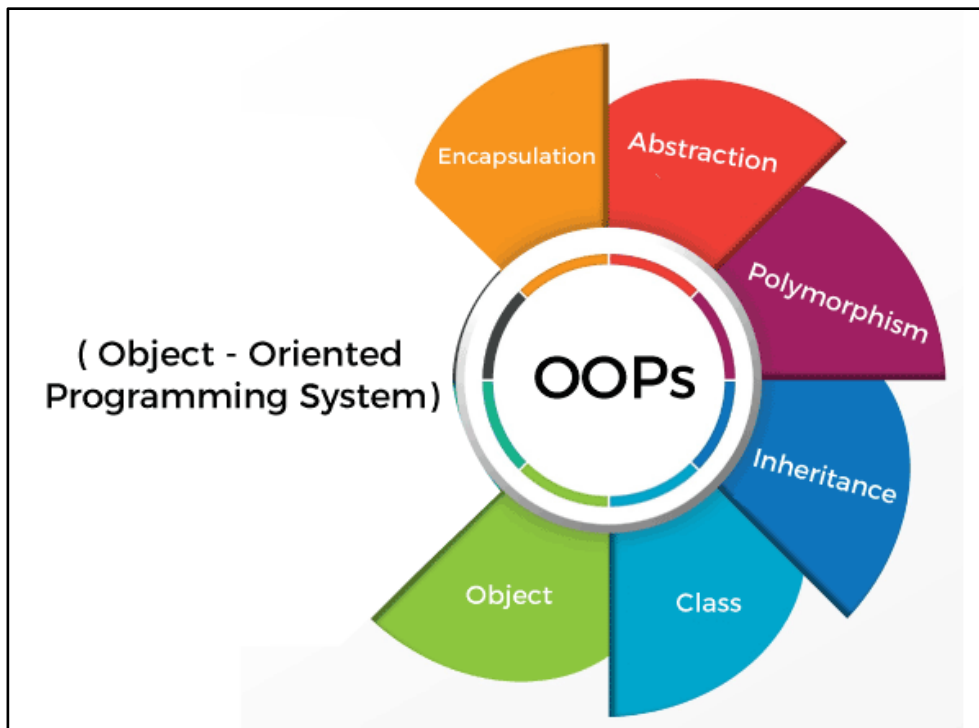 Encapsulation
Abstraction
Polymorphism
Inheritance
Class
Object
( Object - Oriented
Programming System)
OOPs